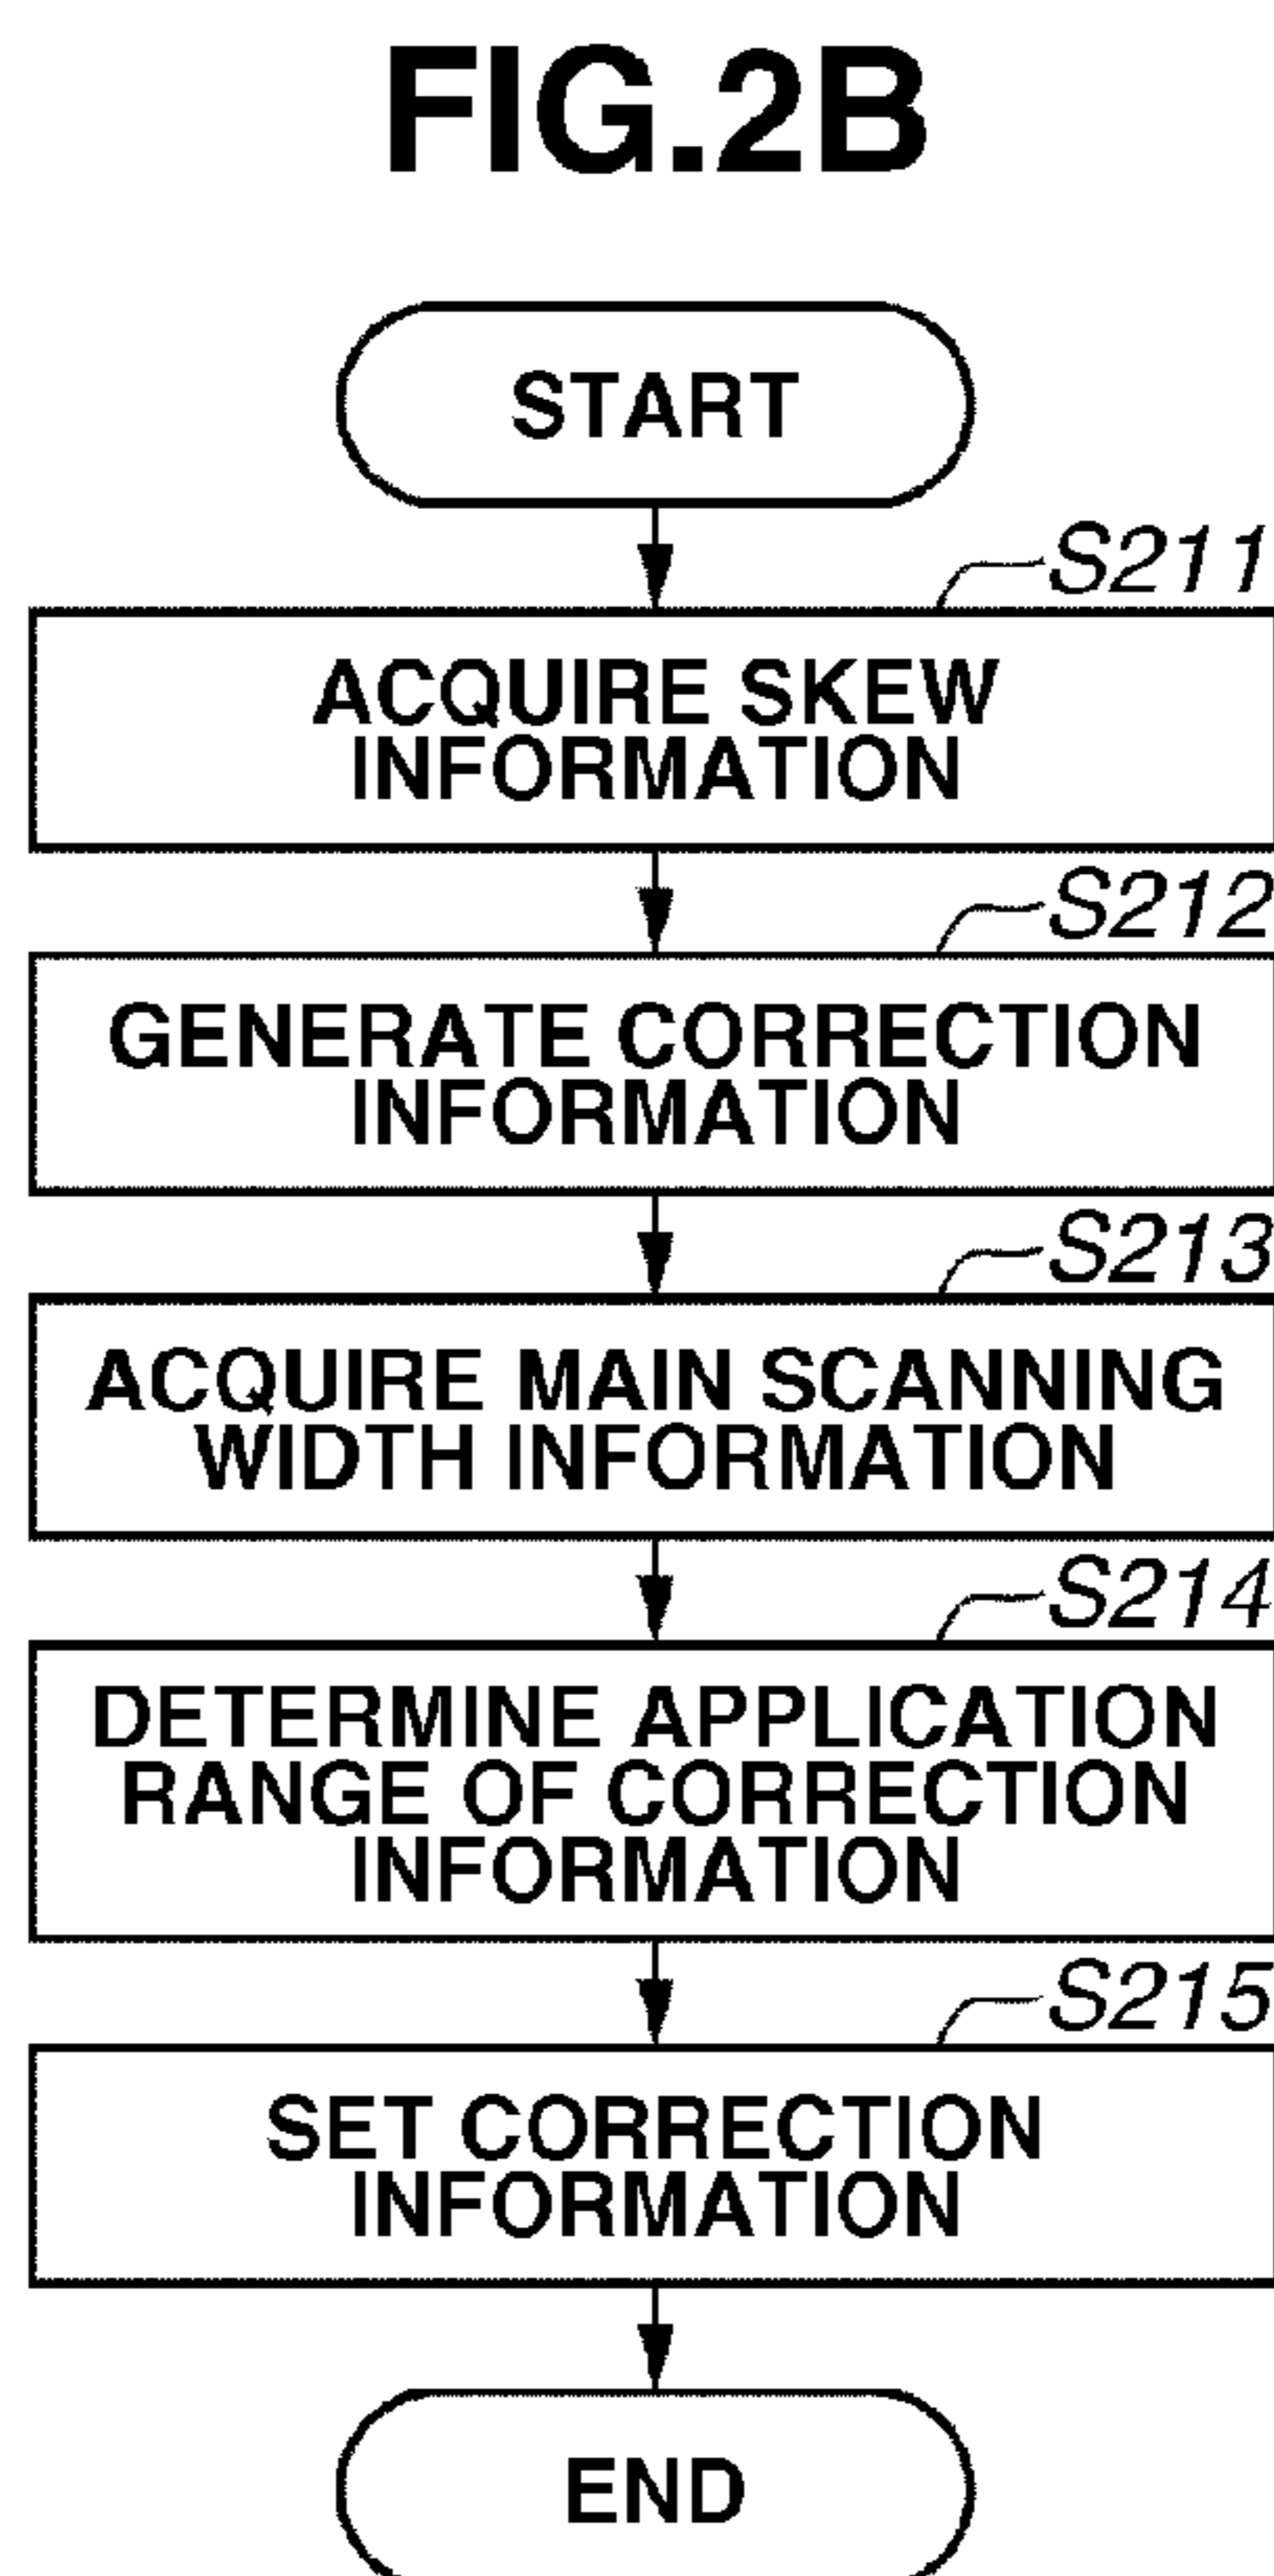 FIG.2B
START
S211
ACQUIRE SKEW
INFORMATION
S212
GENERATE CORRECTION
INFORMATION
S213
ACQUIRE MAIN SCANNING
WIDTH INFORMATION
S214
DETERMINE APPLICATION
RANGE OF CORRECTION
INFORMATION
S215
SET CORRECTION
INFORMATION
END